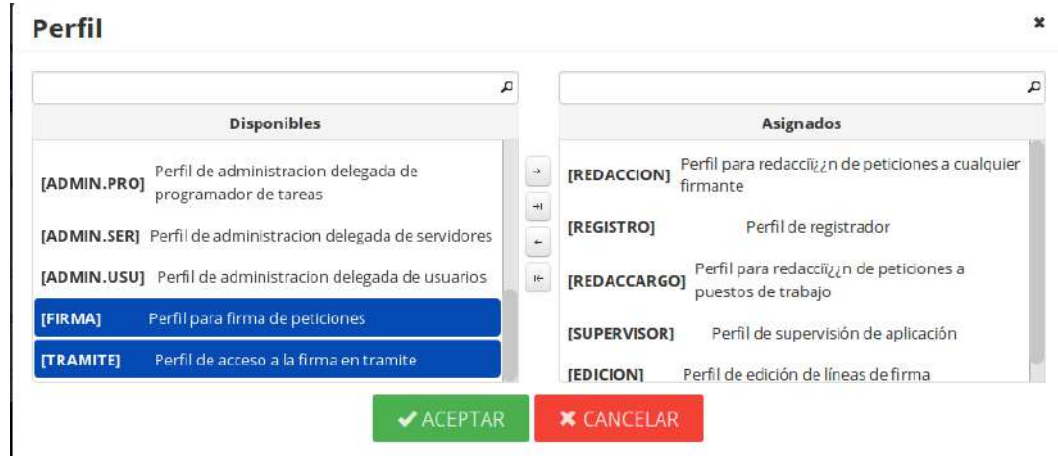 Perfil
Disponibles
[ADMIN.PRO] Perfil de administracion delegada de
programador de tareas
[ADMIN.SER] Perfil de administracion delegada de servidores
[ADMIN.USU] Perfil de administracion delegada de usuarios
[FIRMA] Perfil para firma de peticiones
[TRAMITE] Perfil de acceso a la firma en tramite
Asignados
[REDACCION] Perfil para redacciï¿¿n de peticiones a cualquier
firmante
[REGISTRO] Perfil de registrador
[REDACCARGO] Perfil para redacciï¿¿n de peticiones a
puestos de trabajo
[SUPERVISOR] Perfil de supervisión de aplicación
[EDICION] Perfil de edición de líneas de firma
ACEPTAR
CANCELAR